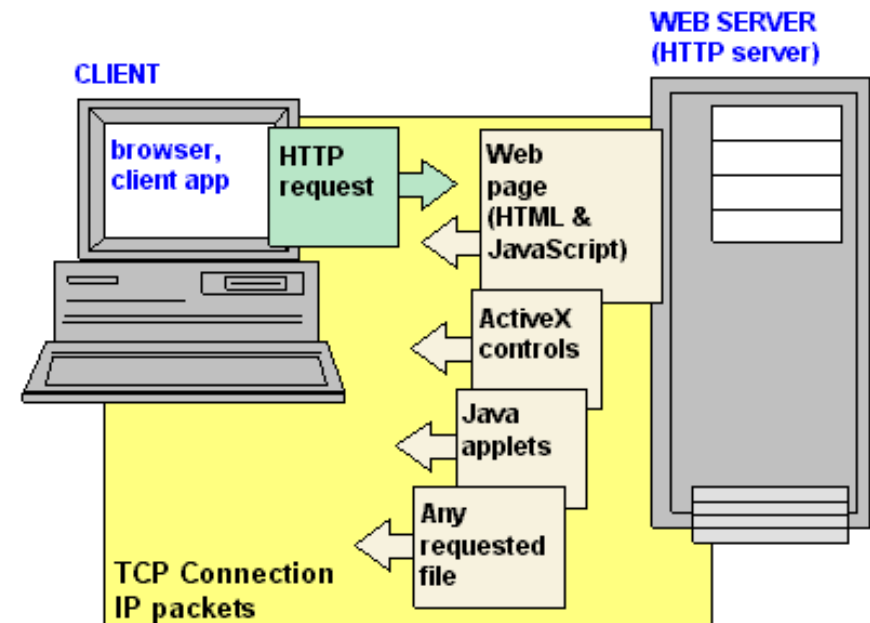 WEB SERVER
(HTTP server)
CLIENT
browser,
client app
HTTP
request
Web
page
(HTML &
JavaScript)
ActiveX
controls
Java
applets
Any
requested
file
TCP Connection
IP packets